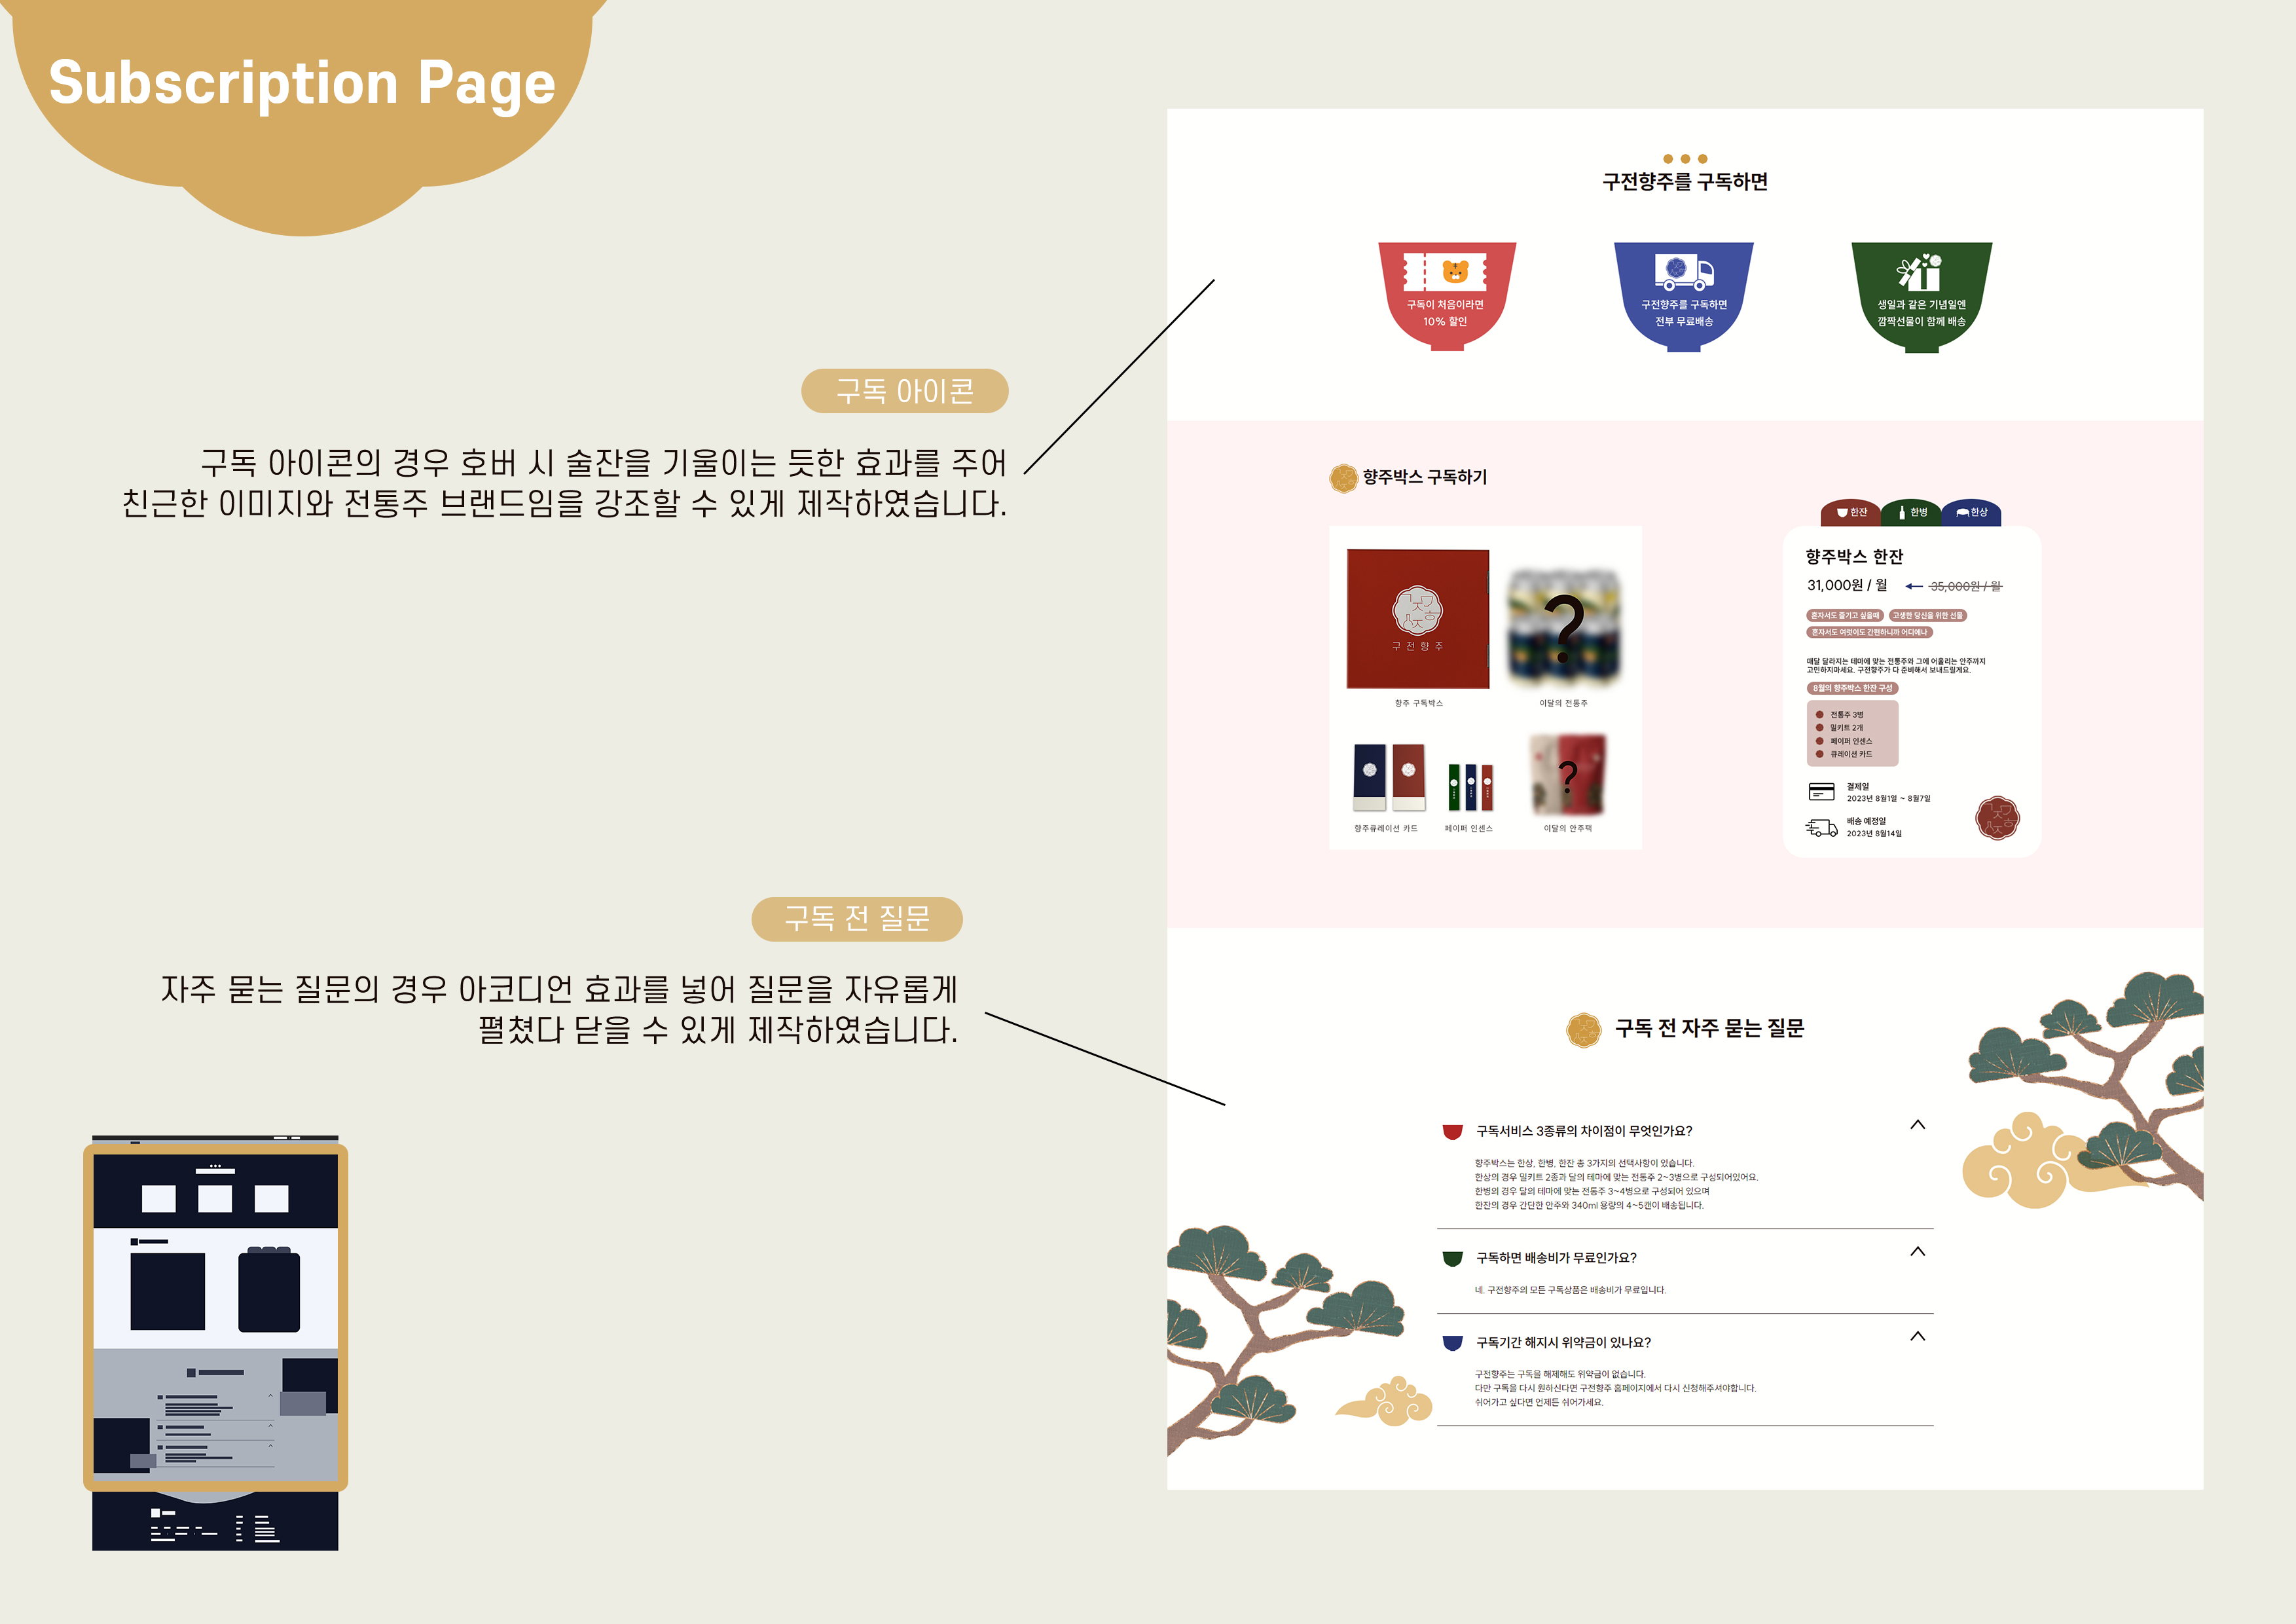 Subscription Page
구독 아이콘
구독 아이콘의 경우 호버 시 술잔을 기울이는 듯한 효과를 주어
친근한 이미지와 전통주 브랜드임을 강조할 수 있게 제작하였습니다.
구독 전 질문
자주 묻는 질문의 경우 아코디언 효과를 넣어 질문을 자유롭게
펼쳤다 닫을 수 있게 제작하였습니다.
구전향주를 구독하면
구독이 처음이라면
10% 할인
구전향주를 구독하면
전부 무료배송
생일과 같은 기념일엔
깜짝선물이 함께 배송
향주박스 구독하기
구전향주
?
향주 구독박스
이달의 전통주
?
향주큐레이션 카드
페이퍼 인센스
이달의 안주팩
한잔
한병
한상
향주박스 한잔
31,000원 / 월
35,000원 / 월
혼자서도 즐기고 싶을때
고생한 당신을 위한 선물
혼자서도 여럿이도 간편하니까 어디에나
매달 달라지는 테마에 맞는 전통주와 그에 어울리는 안주까지
고민하지마세요. 구전향주가 다 준비해서 보내드릴게요.
8월의 향주박스 한잔 구성
전통주 3병
밀키트 2개
페이퍼 인센스
큐레이션 카드
결제일
2023년 8월1일 ~ 8월7일
배송 예정일
2023년 8월14일
구독 전 자주 묻는 질문
구독서비스 3종류의 차이점이 무엇인가요?
향주박스는 한상, 한병, 한잔 총 3가지의 선택사항이 있습니다.
한상의 경우 밀키트 2종과 달의 테마에 맞는 전통주 2~3병으로 구성되어있어요.
한병의 경우 달의 테마에 맞는 전통주 3~4병으로 구성되어 있으며
한잔의 경우 간단한 안주와 340ml 용량의 4~5캔이 배송됩니다.
구독하면 배송비가 무료인가요?
네. 구전향주의 모든 구독상품은 배송비가 무료입니다.
구독기간 해지시 위약금이 있나요?
구전향주는 구독을 해제해도 위약금이 없습니다.
다만 구독을 다시 원하신다면 구전향주 홈페이지에서 다시 신청해주셔야합니다.
쉬어가고 싶다면 언제든 쉬어가세요.